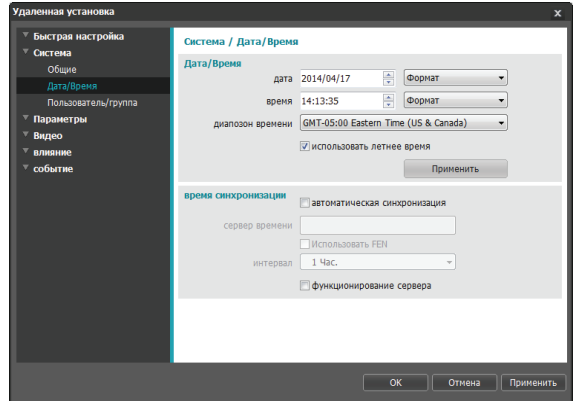 Удаленная установка
x
Быстрая настройка
Система
Общие
Дата/Время
Пользователь/группа
Параметры
Видео
влияние
событие
Система / Дата/Время
Дата/Время
дата 2014/04/17 Формат
время 14:13:35 Формат
диапозон времени GMT-05:00 Eastern Time (US & Canada)
использовать летнее время
Применить
время синхронизации
автоматическая синхронизация
сервер времени
Использовать FEN
интервал 1 Час.
функционирование сервера
OK Отмена Применить